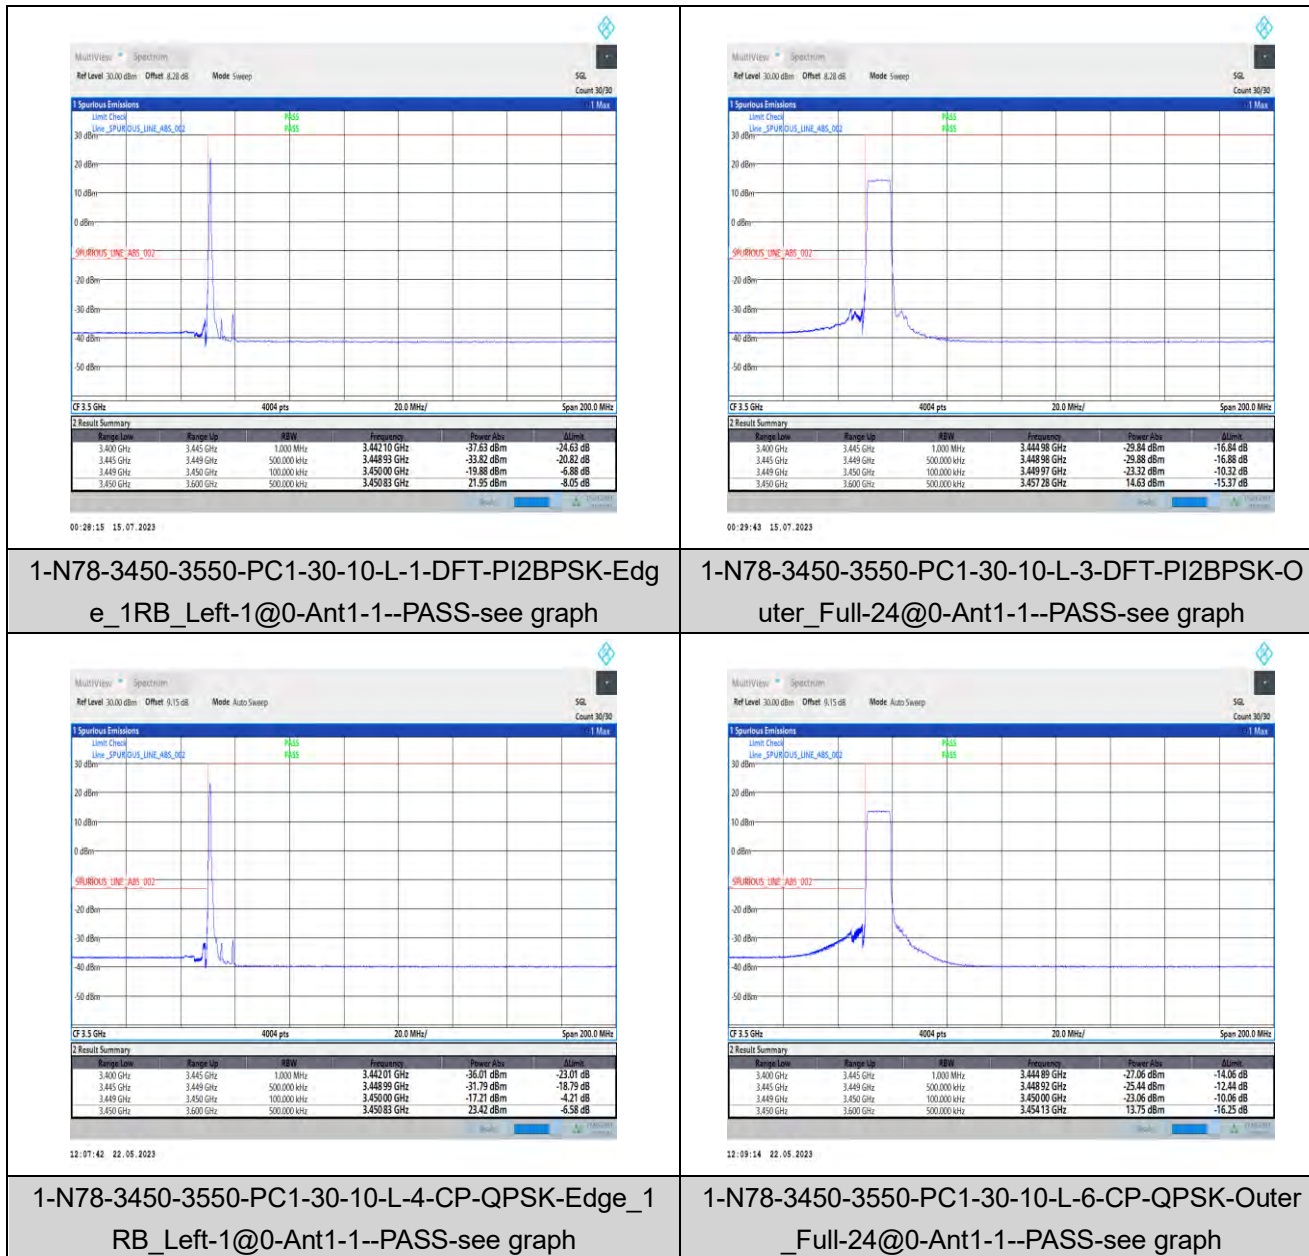 MultiView Spectrum
Ref Level 30.00 dBm Offset 8.28 dB Mode Sweep SGL
Count 30/30
1 Spurious Emissions 1 Max
Limit Check PASS
Line _SPURIOUS_LINE_ABS_002 PASS
30 dBm
20 dBm
10 dBm
0 dBm
_SPURIOUS_LINE_ABS_002
-20 dBm
-30 dBm
-40 dBm
-50 dBm
CF 3.5 GHz 4004 pts 20.0 MHz/ Span 200.0 MHz
2 Result Summary
Range Low Range Up RBW Frequency Power Abs ΔLimit
3.400 GHz 3.445 GHz 1.000 MHz 3.44210 GHz -37.63 dBm -24.63 dB
3.445 GHz 3.449 GHz 500.000 kHz 3.44893 GHz -33.82 dBm -20.82 dB
3.449 GHz 3.450 GHz 100.000 kHz 3.45000 GHz -19.88 dBm -6.88 dB
3.450 GHz 3.600 GHz 500.000 kHz 3.45083 GHz 21.95 dBm -8.05 dB
00:28:15 15.07.2023
1-N78-3450-3550-PC1-30-10-L-1-DFT-PI2BPSK-Edg
e_1RB_Left-1@0-Ant1-1--PASS-see graph
MultiView Spectrum
Ref Level 30.00 dBm Offset 8.28 dB Mode Sweep SGL
Count 30/30
1 Spurious Emissions 1 Max
Limit Check PASS
Line _SPURIOUS_LINE_ABS_002 PASS
30 dBm
20 dBm
10 dBm
0 dBm
_SPURIOUS_LINE_ABS_002
-20 dBm
-30 dBm
-40 dBm
-50 dBm
CF 3.5 GHz 4004 pts 20.0 MHz/ Span 200.0 MHz
2 Result Summary
Range Low Range Up RBW Frequency Power Abs ΔLimit
3.400 GHz 3.445 GHz 1.000 MHz 3.44498 GHz -29.84 dBm -16.84 dB
3.445 GHz 3.449 GHz 500.000 kHz 3.44898 GHz -29.88 dBm -16.88 dB
3.449 GHz 3.450 GHz 100.000 kHz 3.44997 GHz -23.32 dBm -10.32 dB
3.450 GHz 3.600 GHz 500.000 kHz 3.45728 GHz 14.63 dBm -15.37 dB
00:29:43 15.07.2023
1-N78-3450-3550-PC1-30-10-L-3-DFT-PI2BPSK-O
uter_Full-24@0-Ant1-1--PASS-see graph
MultiView Spectrum
Ref Level 30.00 dBm Offset 9.15 dB Mode Auto Sweep SGL
Count 30/30
1 Spurious Emissions 1 Max
Limit Check PASS
Line _SPURIOUS_LINE_ABS_002 PASS
30 dBm
20 dBm
10 dBm
0 dBm
_SPURIOUS_LINE_ABS_002
-20 dBm
-30 dBm
-40 dBm
-50 dBm
CF 3.5 GHz 4004 pts 20.0 MHz/ Span 200.0 MHz
2 Result Summary
Range Low Range Up RBW Frequency Power Abs ΔLimit
3.400 GHz 3.445 GHz 1.000 MHz 3.44201 GHz -36.01 dBm -23.01 dB
3.445 GHz 3.449 GHz 500.000 kHz 3.44899 GHz -31.79 dBm -18.79 dB
3.449 GHz 3.450 GHz 100.000 kHz 3.45000 GHz -17.21 dBm -4.21 dB
3.450 GHz 3.600 GHz 500.000 kHz 3.45083 GHz 23.42 dBm -6.58 dB
12:07:42 22.05.2023
1-N78-3450-3550-PC1-30-10-L-4-CP-QPSK-Edge_1
RB_Left-1@0-Ant1-1--PASS-see graph
MultiView Spectrum
Ref Level 30.00 dBm Offset 9.15 dB Mode Auto Sweep SGL
Count 30/30
1 Spurious Emissions 1 Max
Limit Check PASS
Line _SPURIOUS_LINE_ABS_002 PASS
30 dBm
20 dBm
10 dBm
0 dBm
_SPURIOUS_LINE_ABS_002
-20 dBm
-30 dBm
-40 dBm
-50 dBm
CF 3.5 GHz 4004 pts 20.0 MHz/ Span 200.0 MHz
2 Result Summary
Range Low Range Up RBW Frequency Power Abs ΔLimit
3.400 GHz 3.445 GHz 1.000 MHz 3.44489 GHz -27.06 dBm -14.06 dB
3.445 GHz 3.449 GHz 500.000 kHz 3.44892 GHz -25.44 dBm -12.44 dB
3.449 GHz 3.450 GHz 100.000 kHz 3.45000 GHz -23.06 dBm -10.06 dB
3.450 GHz 3.600 GHz 500.000 kHz 3.45413 GHz 13.75 dBm -16.25 dB
12:09:14 22.05.2023
1-N78-3450-3550-PC1-30-10-L-6-CP-QPSK-Outer
_Full-24@0-Ant1-1--PASS-see graph